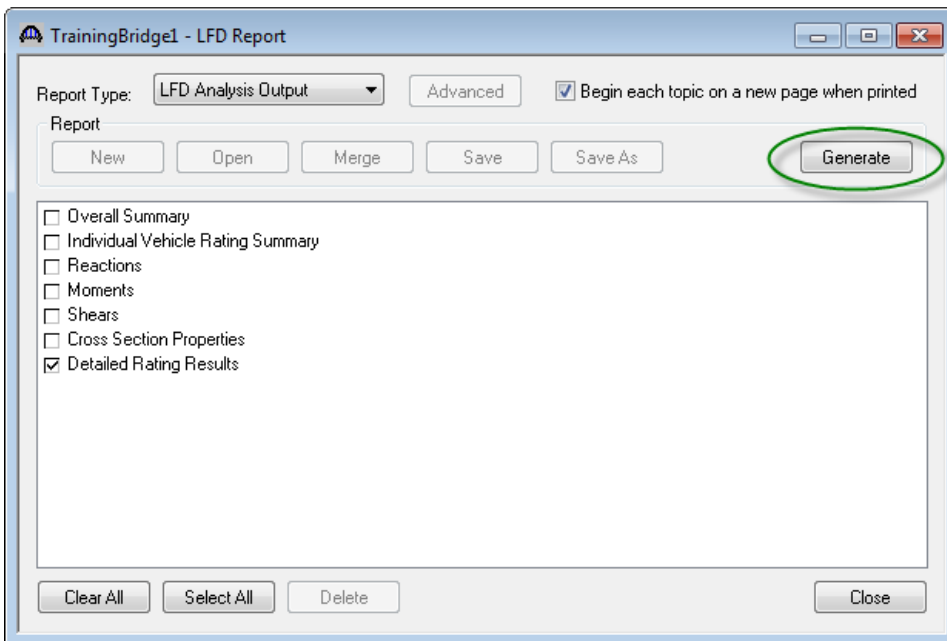 TrainingBridge1 - LFD Report
Report Type: LFD Analysis Output Advanced Begin each topic on a new page when printed
Report
New Open Merge Save Save As Generate
Overall Summary
Individual Vehicle Rating Summary
Reactions
Moments
Shears
Cross Section Properties
Detailed Rating Results
Clear All Select All Delete Close